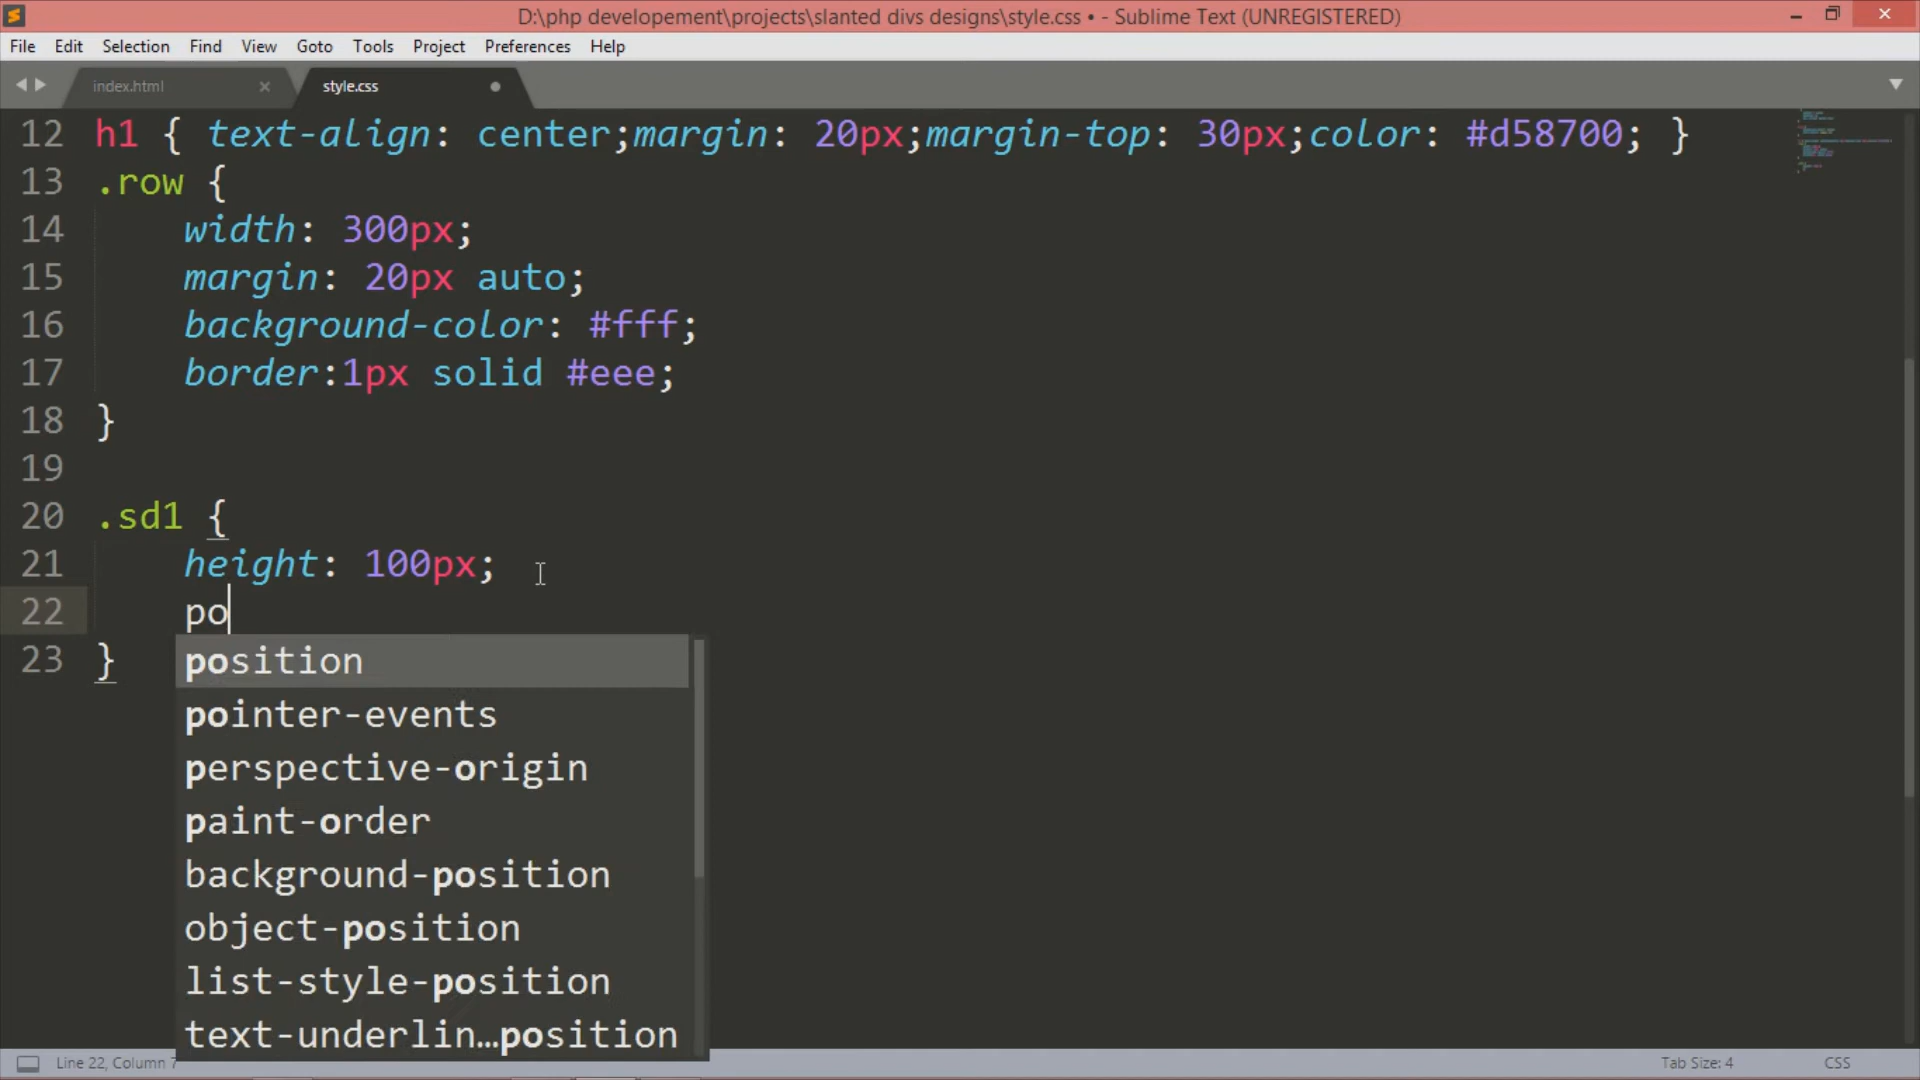 D:\php developement\projects\slanted divs designs\style.css • - Sublime Text (UNREGISTERED)
File Edit Selection Find View Goto Tools Project Preferences Help
index.html style.css
12 h1 { text-align: center;margin: 20px;margin-top: 30px;color: #d58700; }
13 .row {
14 width: 300px;
15 margin: 20px auto;
16 background-color: #fff;
17 border:1px solid #eee;
18 }
19
20 .sd1 {
21 height: 100px;
22 po
23 }
position
pointer-events
perspective-origin
paint-order
background-position
object-position
list-style-position
text-underlin…position
Line 22, Column 7 Tab Size: 4 CSS